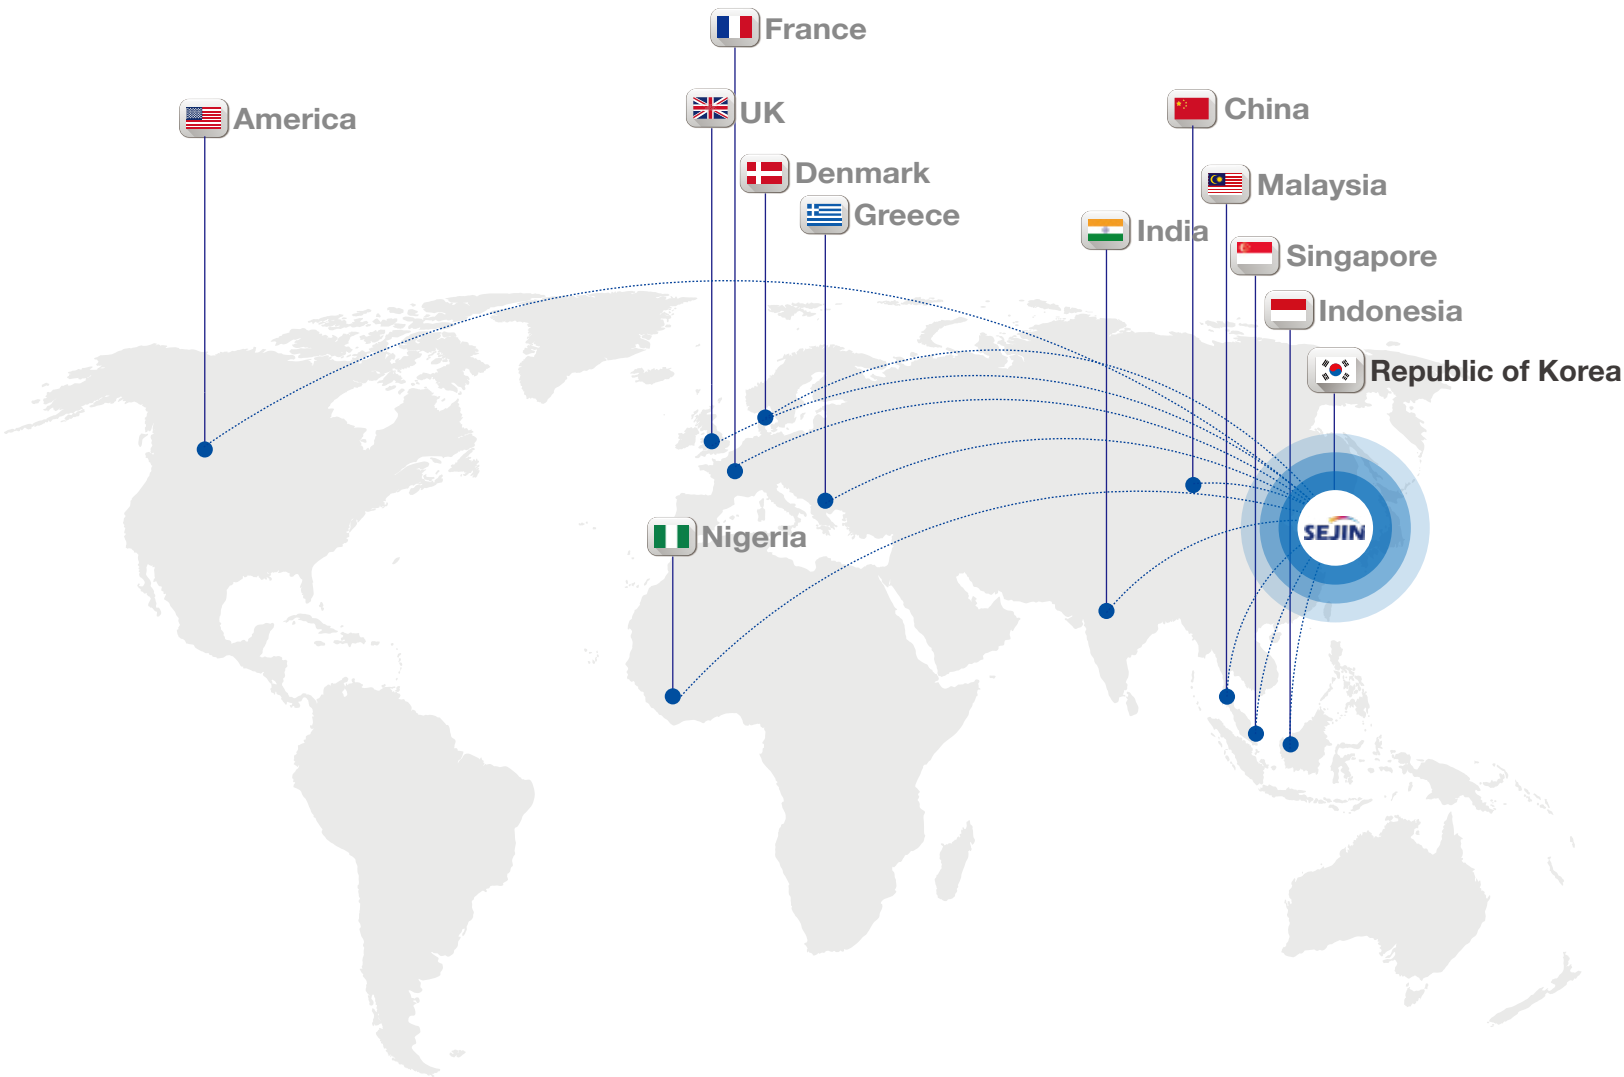 France
America
UK
China
Denmark
Malaysia
Greece
India
Singapore
Indonesia
Republic of Korea
SEJIN
Nigeria